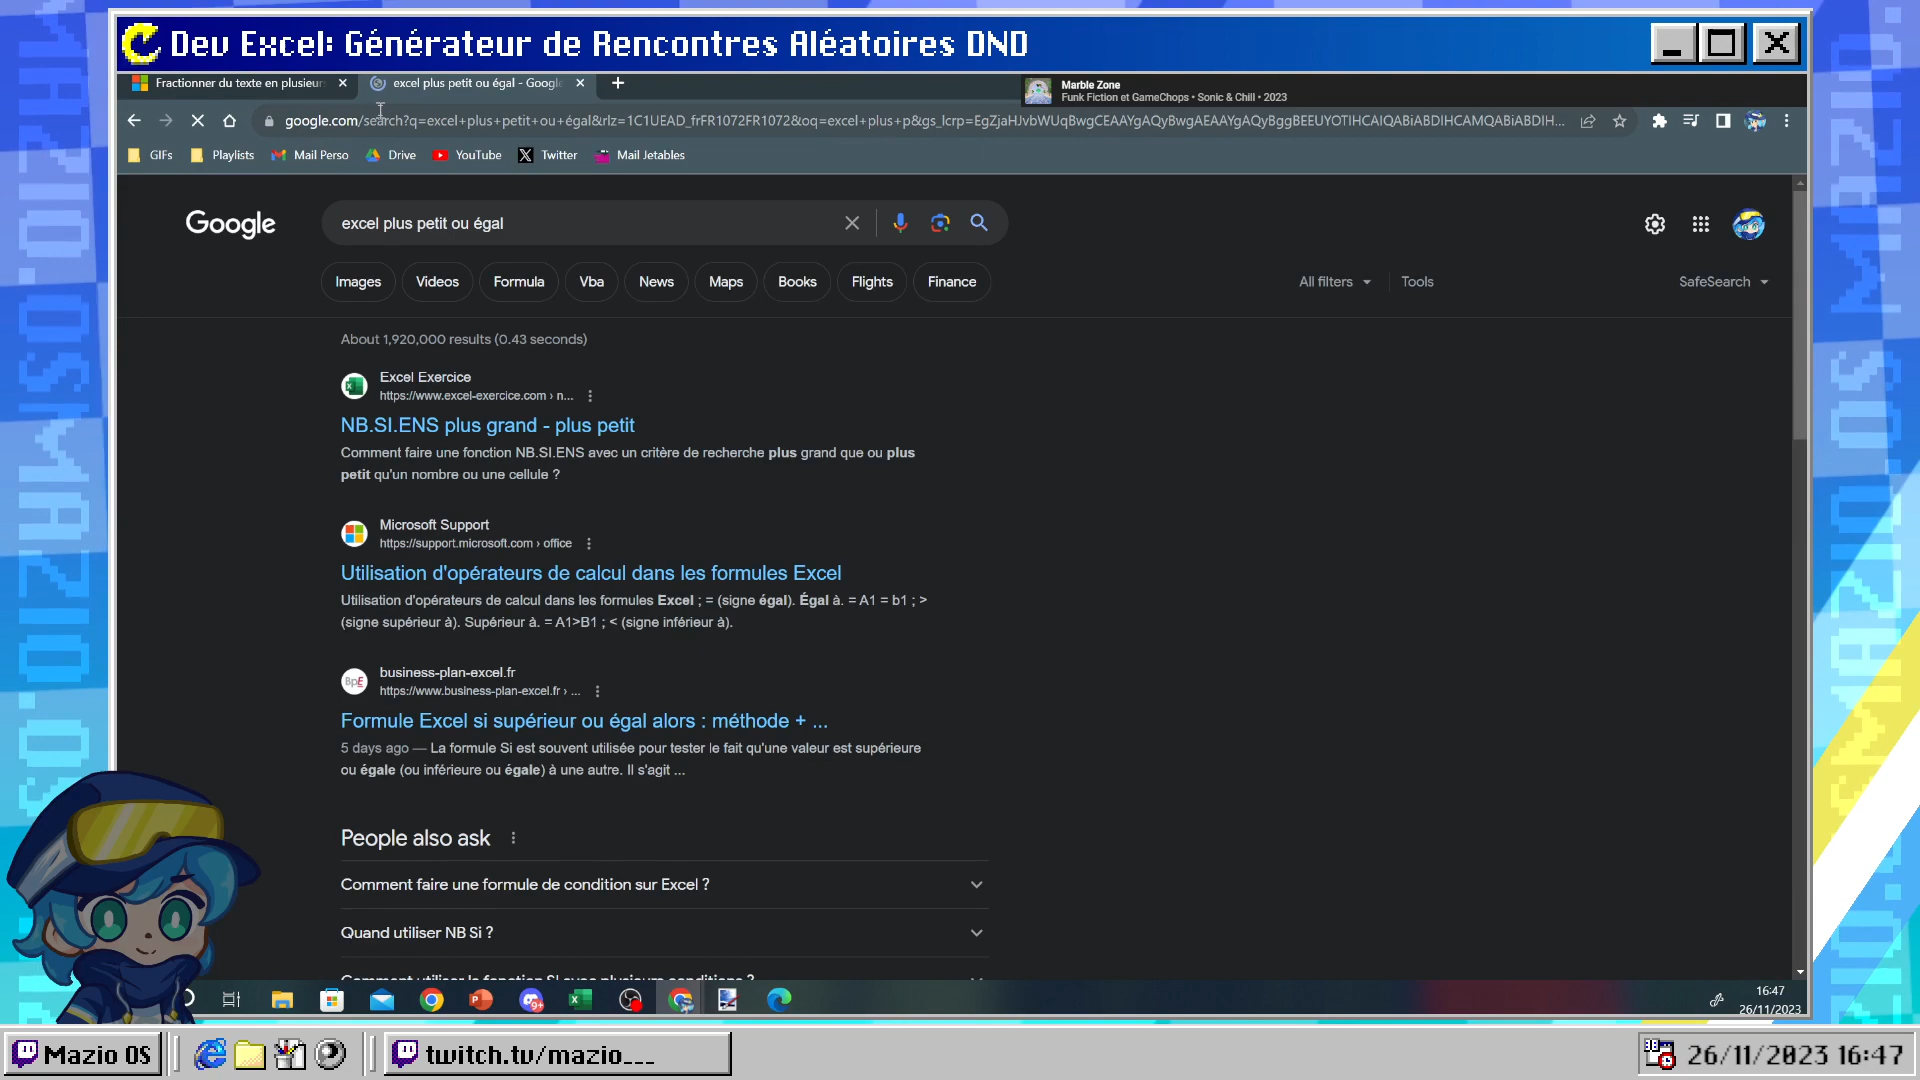 Dev Excel: Générateur de Rencontres Aléatoires DND
Fractionner du texte en plusieurs
excel plus petit ou égal - Google
Marble Zone
Funk Fiction et GameChops • Sonic & Chill • 2023
google.com/search?q=excel+plus+petit+ou+égal&rlz=1C1UEAD_frFR1072FR1072&oq=excel+plus+p&gs_lcrp=EgZjaHJvbWUqBwgCEAAYgAQyBwgAEAAYgAQyBggBEEUYOTIHCAIQABiABDIHCAMQABiABDIH...
GIFs
Playlists
Mail Perso
Drive
YouTube
Twitter
Mail Jetables
Google
excel plus petit ou égal
Images
Videos
Formula
Vba
News
Maps
Books
Flights
Finance
All filters
Tools
SafeSearch
About 1,920,000 results (0.43 seconds)
Excel Exercice
https://www.excel-exercice.com › n...
NB.SI.ENS plus grand - plus petit
Comment faire une fonction NB.SI.ENS avec un critère de recherche plus grand que ou plus
petit qu'un nombre ou une cellule ?
Microsoft Support
https://support.microsoft.com › office
Utilisation d'opérateurs de calcul dans les formules Excel
Utilisation d'opérateurs de calcul dans les formules Excel ; = (signe égal). Égal à. = A1 = b1 ; >
(signe supérieur à). Supérieur à. = A1>B1 ; < (signe inférieur à).
BpE
business-plan-excel.fr
https://www.business-plan-excel.fr › ...
Formule Excel si supérieur ou égal alors : méthode + ...
5 days ago — La formule Si est souvent utilisée pour tester le fait qu'une valeur est supérieure
ou égale (ou inférieure ou égale) à une autre. Il s'agit ...
People also ask
Comment faire une formule de condition sur Excel ?
Quand utiliser NB Si ?
Comment utiliser la fonction SI avec plusieurs conditions ?
9+
16:47
26/11/2023
Mazio OS
twitch.tv/mazio___
26/11/2023 16:47